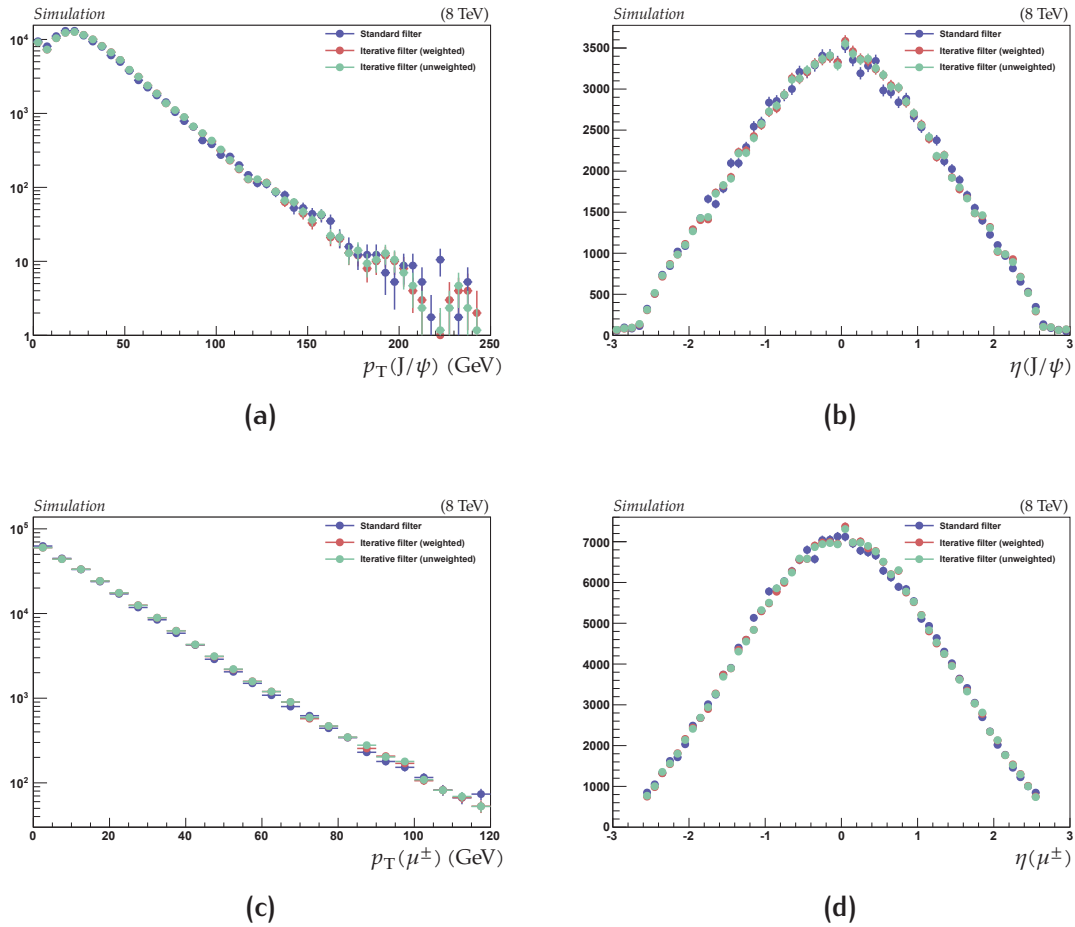 Simulation (8 TeV)
Standard filter
Iterative filter (weighted)
Iterative filter (unweighted)
10⁴
10³
10²
10
1
0 50 100 150 200 250
p_T(J/ψ) (GeV)
(a)
Simulation (8 TeV)
Standard filter
Iterative filter (weighted)
Iterative filter (unweighted)
3500
3000
2500
2000
1500
1000
500
0
-3 -2 -1 0 1 2 3
η(J/ψ)
(b)
Simulation (8 TeV)
Standard filter
Iterative filter (weighted)
Iterative filter (unweighted)
10⁵
10⁴
10³
10²
0 20 40 60 80 100 120
p_T(μ±) (GeV)
(c)
Simulation (8 TeV)
Standard filter
Iterative filter (weighted)
Iterative filter (unweighted)
7000
6000
5000
4000
3000
2000
1000
0
-3 -2 -1 0 1 2 3
η(μ±)
(d)